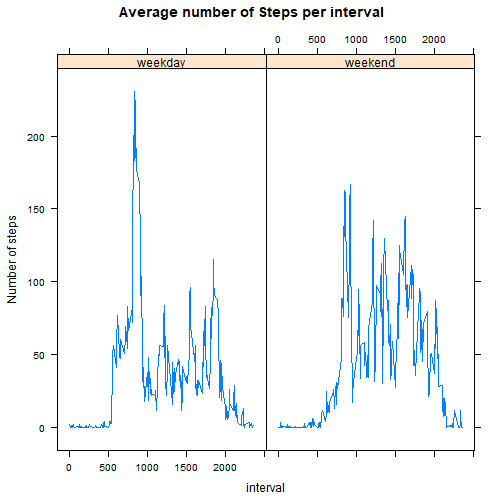 Average number of Steps per interval
0 500 1000 1500 2000
weekday weekend
200
150
100
50
0
Number of steps
0 500 1000 1500 2000
interval